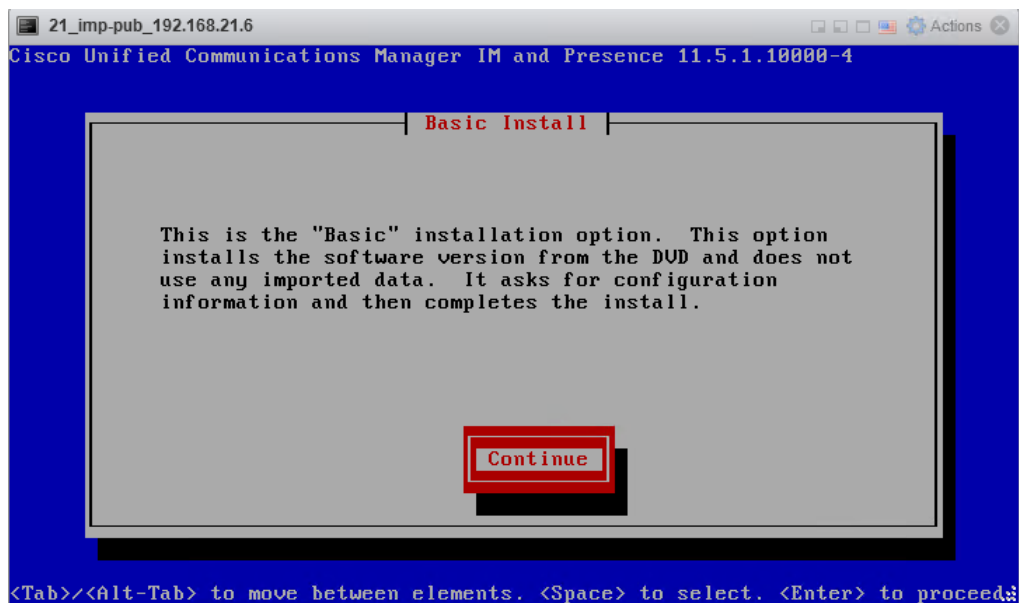 21_imp-pub_192.168.21.6
Actions
Cisco Unified Communications Manager IM and Presence 11.5.1.10000-4
Basic Install
This is the "Basic" installation option.  This option
installs the software version from the DVD and does not
use any imported data.  It asks for configuration
information and then completes the install.
Continue
<Tab>/<Alt-Tab> to move between elements. <Space> to select. <Enter> to proceed